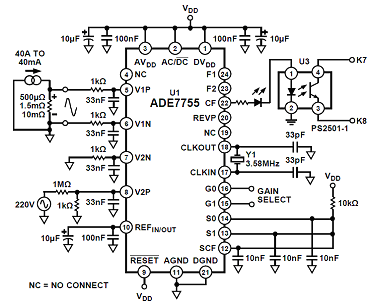 VDD
10µF
100nF
100nF
10µF
40A TO
40mA
3
2
1
AVDD
AC/DC
DVDD
4
NC
U1
ADE7755
F1
24
F2
23
CF
22
REVP
20
NC
19
CLKOUT
18
CLKIN
17
G0
16
G1
15
S0
14
S1
13
SCF
12
1kΩ
5
V1P
500µΩ
1.5mΩ
10mΩ
33nF
1kΩ
6
V1N
33nF
1kΩ
7
V2N
33nF
1MΩ
8
V2P
220V
1kΩ
33nF
10
REFIN/OUT
10µF
100nF
RESET
AGND
DGND
9
11
21
VDD
U3
1
4
2
3
K7
K8
PS2501-1
33pF
Y1
3.58MHz
33pF
GAIN
SELECT
VDD
10kΩ
10nF
10nF
10nF
NC = NO CONNECT